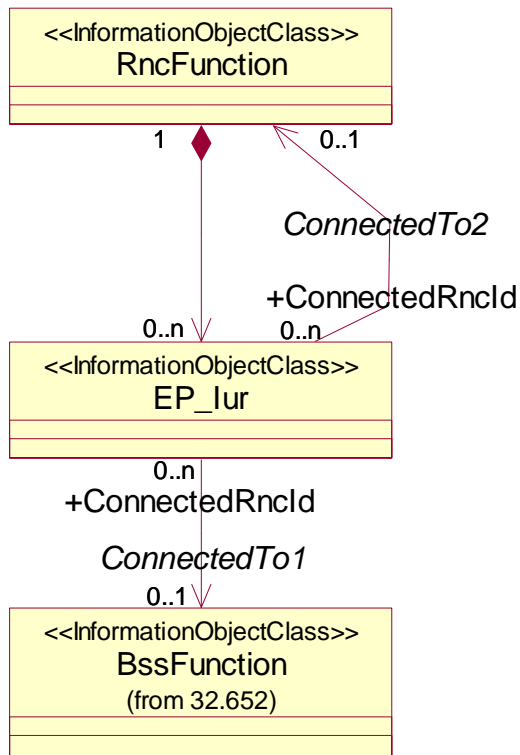 <<InformationObjectClass>>
RncFunction
1
0..1
ConnectedTo2
+ConnectedRncId
0..n
0..n
<<InformationObjectClass>>
EP_Iur
0..n
+ConnectedRncId
ConnectedTo1
0..1
<<InformationObjectClass>>
BssFunction
(from 32.652)